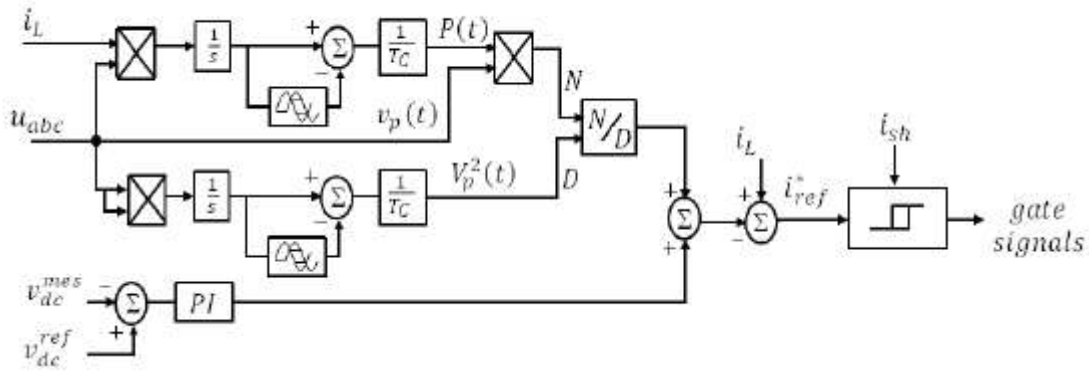 i_L
1/s
+
Σ
−
1/T_C
P(t)
N
u_abc
v_p(t)
N/D
i_L
i_sh
1/s
+
Σ
−
1/T_C
V_p^2(t)
D
+
Σ
+
+
Σ
−
i_ref^*
gate
signals
v_dc^mes
−
Σ
+
PI
v_dc^ref